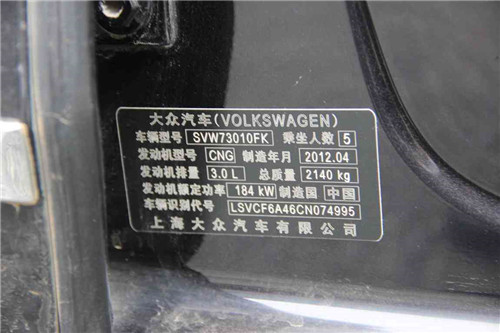 大众汽车(VOLKSWAGEN)
车辆型号 SVW73010FK 乘坐人数 5
发动机型号 CNG 制造年月 2012.04
发动机排量 3.0 L 总质量 2140 kg
发动机额定功率 184 kW 制造国 中国
车辆识别代号 LSVCF6A46CN074995
上海大众汽车有限公司